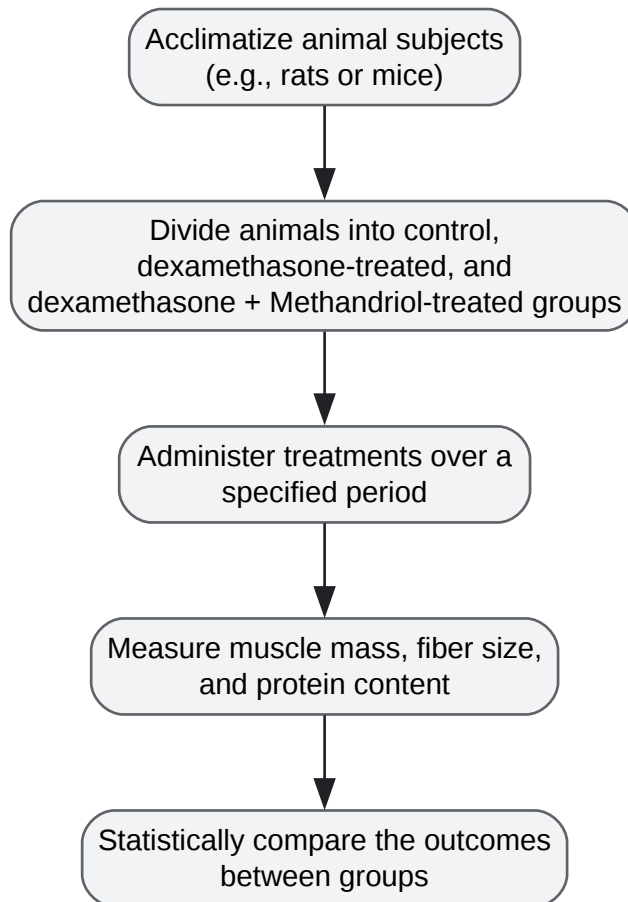 Acclimatize animal subjects
(e.g., rats or mice)
Divide animals into control,
dexamethasone-treated, and
dexamethasone + Methandriol-treated groups
Administer treatments over a
specified period
Measure muscle mass, fiber size,
and protein content
Statistically compare the outcomes
between groups